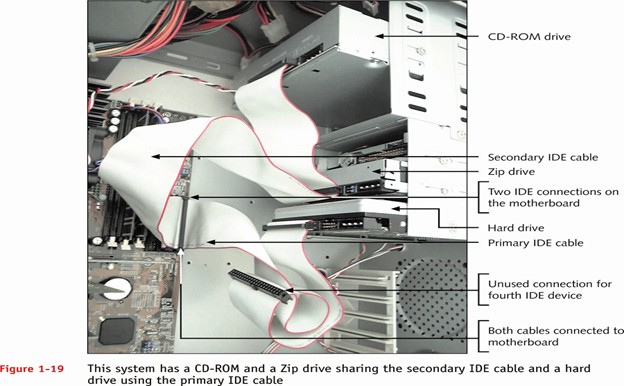 CD-ROM drive
Secondary IDE cable
Zip drive
Two IDE connections on
the motherboard
Hard drive
Primary IDE cable
Unused connection for
fourth IDE device
Both cables connected to
motherboard
Figure 1-19 This system has a CD-ROM and a Zip drive sharing the secondary IDE cable and a hard
drive using the primary IDE cable